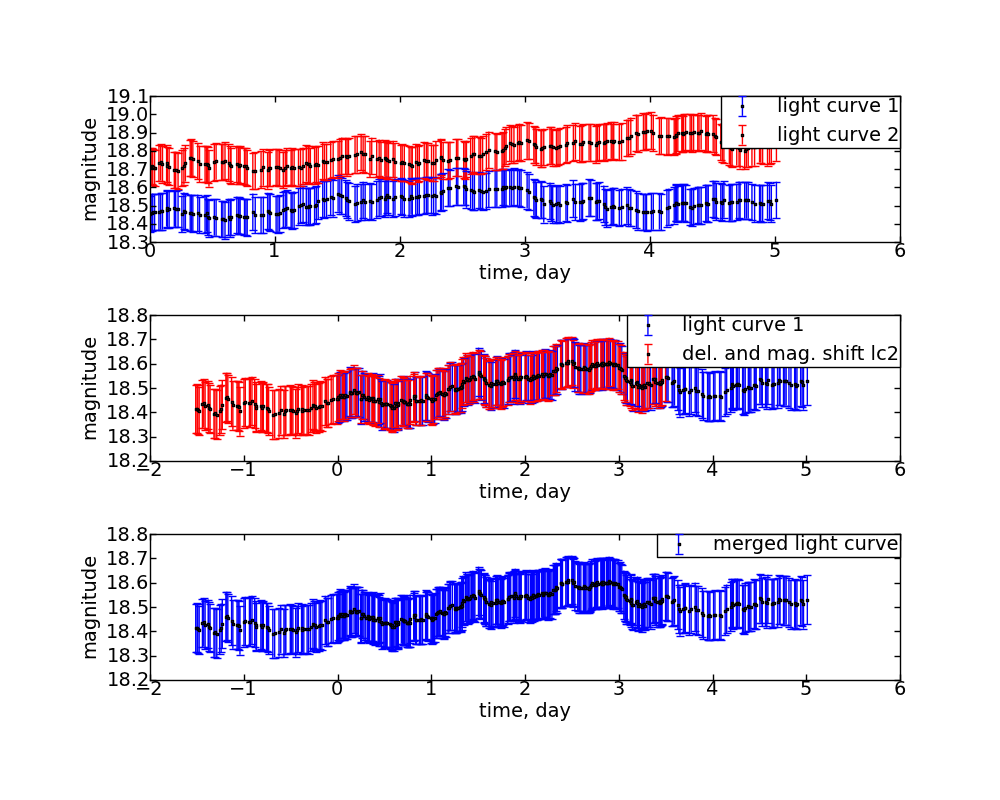 19.1
19.0
18.9
18.8
18.7
18.6
18.5
18.4
18.3
magnitude
light curve 1
light curve 2
0 1 2 3 4 5 6
time, day
18.8
18.7
18.6
18.5
18.4
18.3
18.2
magnitude
light curve 1
del. and mag. shift lc2
−2 −1 0 1 2 3 4 5 6
time, day
18.8
18.7
18.6
18.5
18.4
18.3
18.2
magnitude
merged light curve
−2 −1 0 1 2 3 4 5 6
time, day